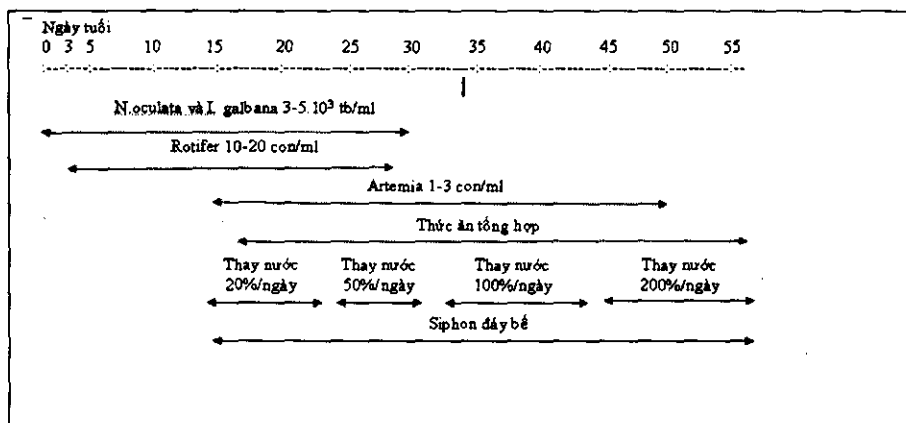 Ngày tuổi
0 3 5 10 15 20 25 30 35 40 45 50 55
N.oculata và I. galbana 3-5.10³ tb/ml
Rotifer 10-20 con/ml
Artemia 1-3 con/ml
Thức ăn tổng hợp
Thay nước Thay nước Thay nước Thay nước
20%/ngày 50%/ngày 100%/ngày 200%/ngày
Siphon đáy bể